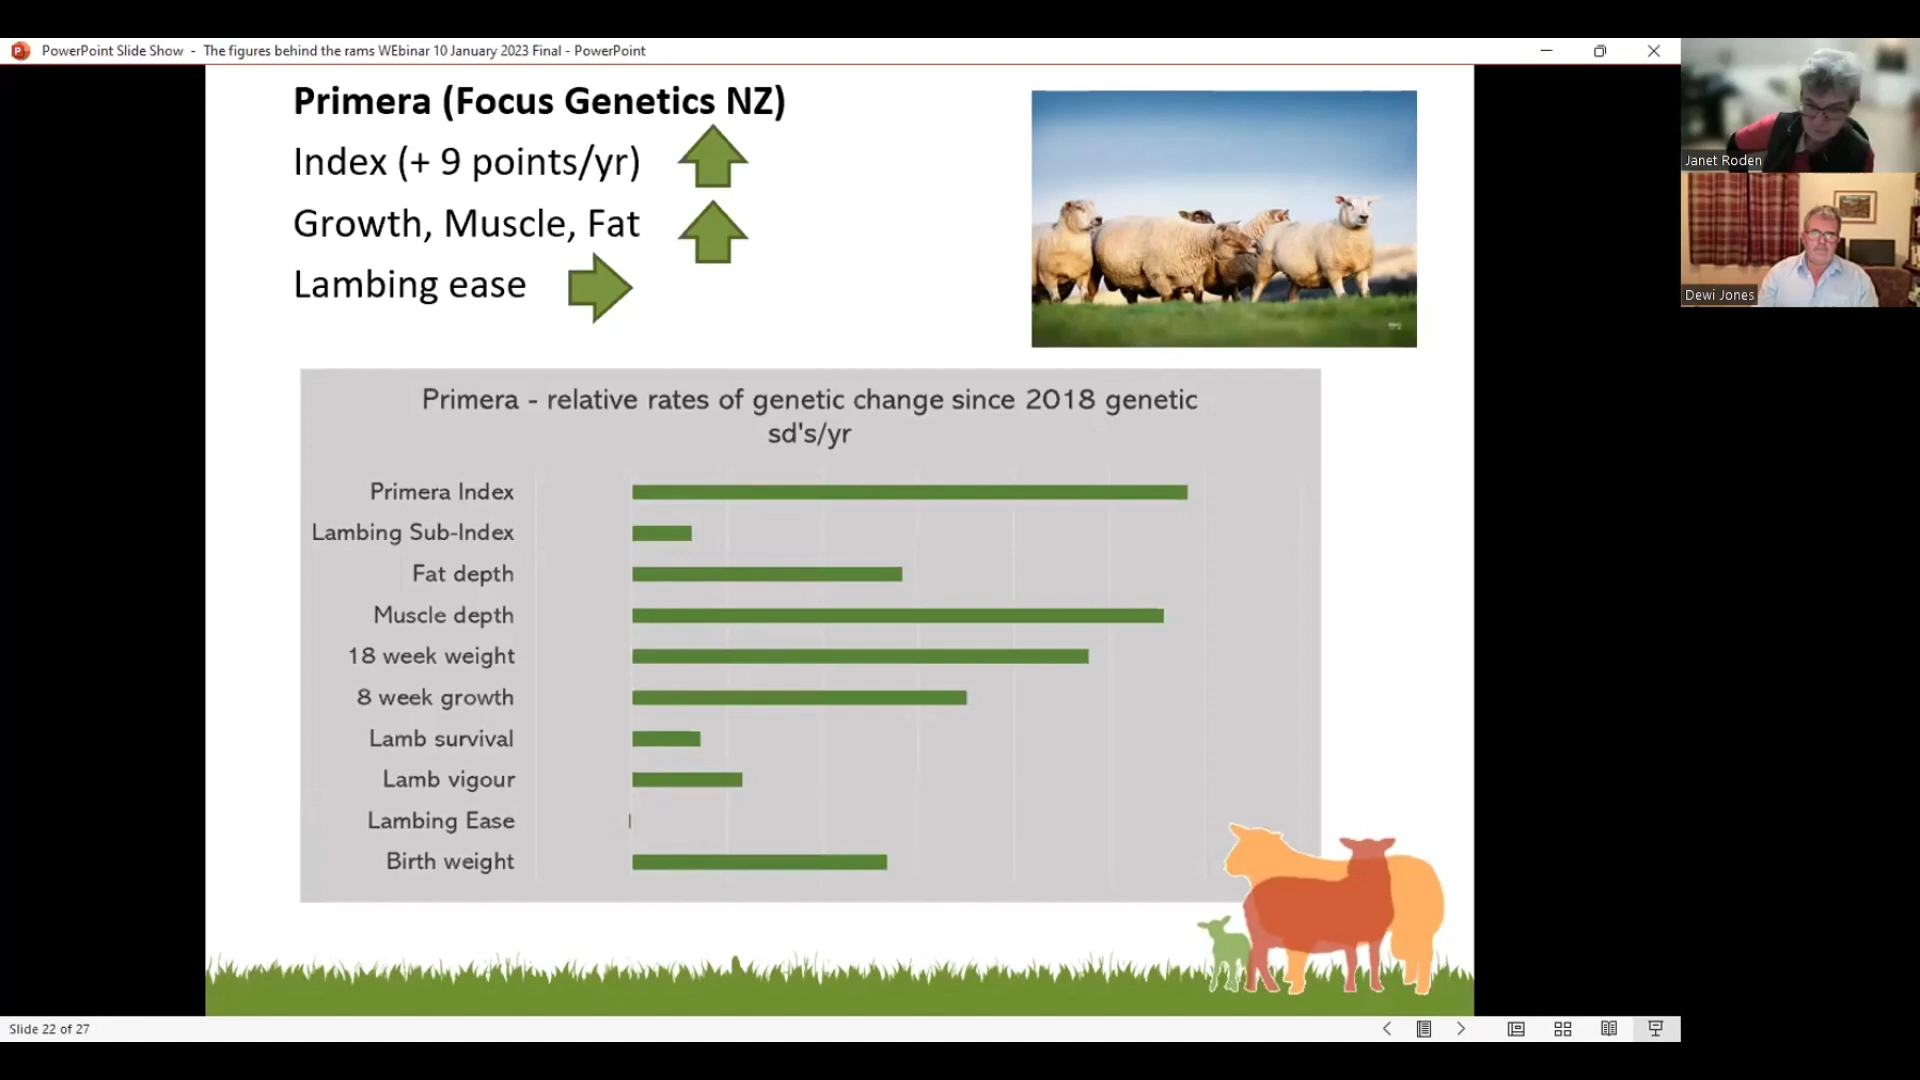 PowerPoint Slide Show - The figures behind the rams WEbinar 10 January 2023 Final - PowerPoint
Primera (Focus Genetics NZ)
Index (+ 9 points/yr)
Growth, Muscle, Fat
Lambing ease
Janet Roden
Dewi Jones
Primera - relative rates of genetic change since 2018 genetic
sd's/yr
Primera Index
Lambing Sub-Index
Fat depth
Muscle depth
18 week weight
8 week growth
Lamb survival
Lamb vigour
Lambing Ease
Birth weight
Slide 22 of 27